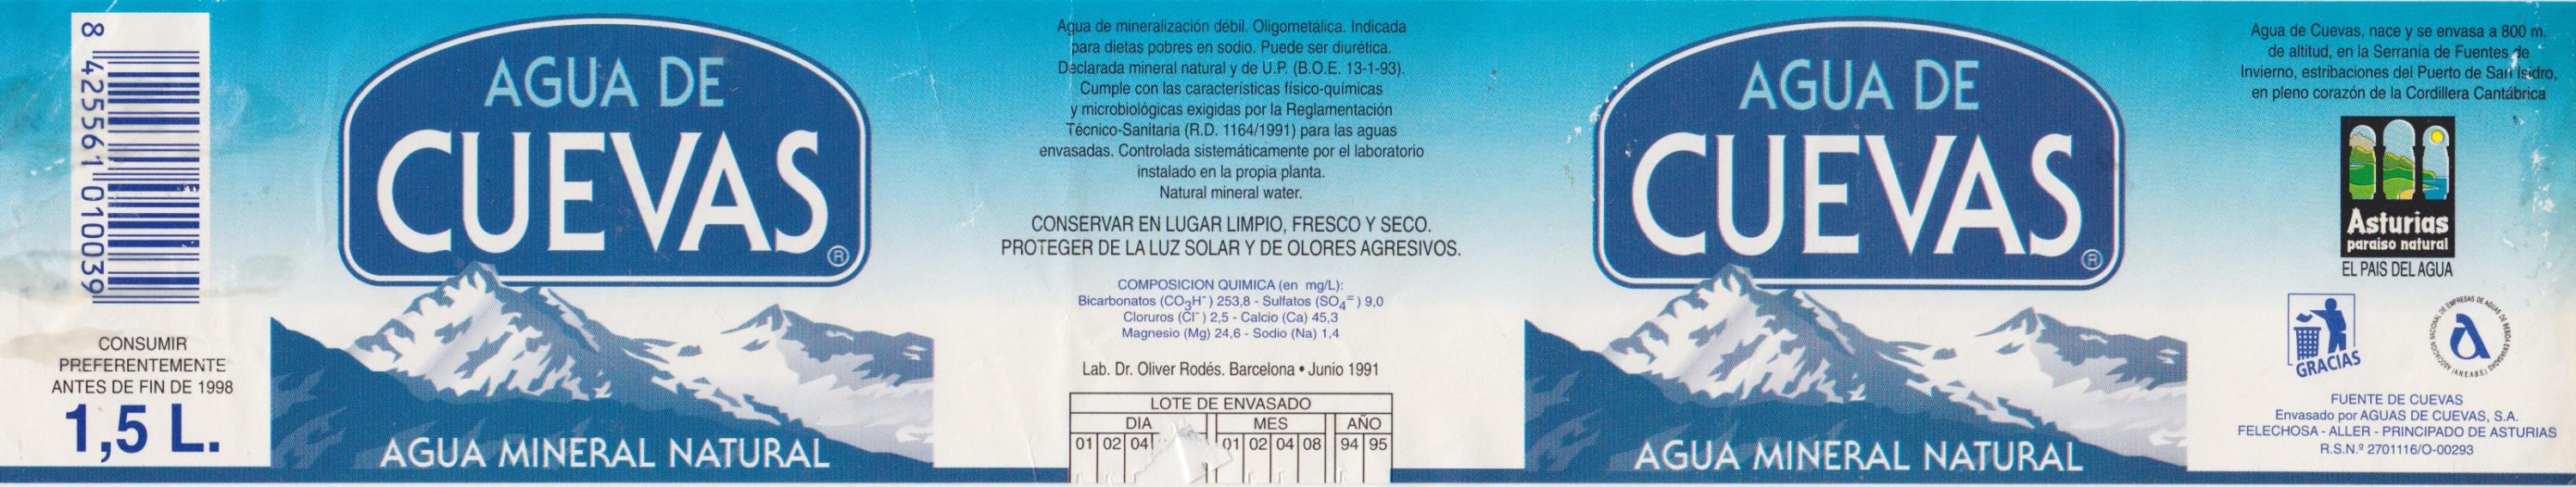 8 425561 010039
CONSUMIR
PREFERENTEMENTE
ANTES DE FIN DE 1998
1,5 L.
AGUA DE
CUEVAS
®
AGUA MINERAL NATURAL
Agua de mineralización débil. Oligometálica. Indicada
para dietas pobres en sodio. Puede ser diurética.
Declarada mineral natural y de U.P. (B.O.E. 13-1-93).
Cumple con las características físico-químicas
y microbiológicas exigidas por la Reglamentación
Técnico-Sanitaria (R.D. 1164/1991) para las aguas
envasadas. Controlada sistemáticamente por el laboratorio
instalado en la propia planta.
Natural mineral water.
CONSERVAR EN LUGAR LIMPIO, FRESCO Y SECO.
PROTEGER DE LA LUZ SOLAR Y DE OLORES AGRESIVOS.
COMPOSICION QUIMICA (en mg/L):
Bicarbonatos (CO₃H⁻) 253,8 - Sulfatos (SO₄⁼) 9,0
Cloruros (Cl⁻) 2,5 - Calcio (Ca) 45,3
Magnesio (Mg) 24,6 - Sodio (Na) 1,4
Lab. Dr. Oliver Rodés. Barcelona • Junio 1991
LOTE DE ENVASADO
DIA MES AÑO
01 02 04 01 02 04 08 94 95
AGUA DE
CUEVAS
®
AGUA MINERAL NATURAL
Agua de Cuevas, nace y se envasa a 800 m.
de altitud, en la Serranía de Fuentes de
Invierno, estribaciones del Puerto de San Isidro,
en pleno corazón de la Cordillera Cantábrica
Asturias
paraiso natural
EL PAIS DEL AGUA
GRACIAS
ASOCIACIÓN NACIONAL DE EMPRESAS DE AGUAS DE BEBIDA ENVASADAS (A.N.E.A.B.E.)
FUENTE DE CUEVAS
Envasado por AGUAS DE CUEVAS, S.A.
FELECHOSA - ALLER - PRINCIPADO DE ASTURIAS
R.S.N.º 2701116/O-00293